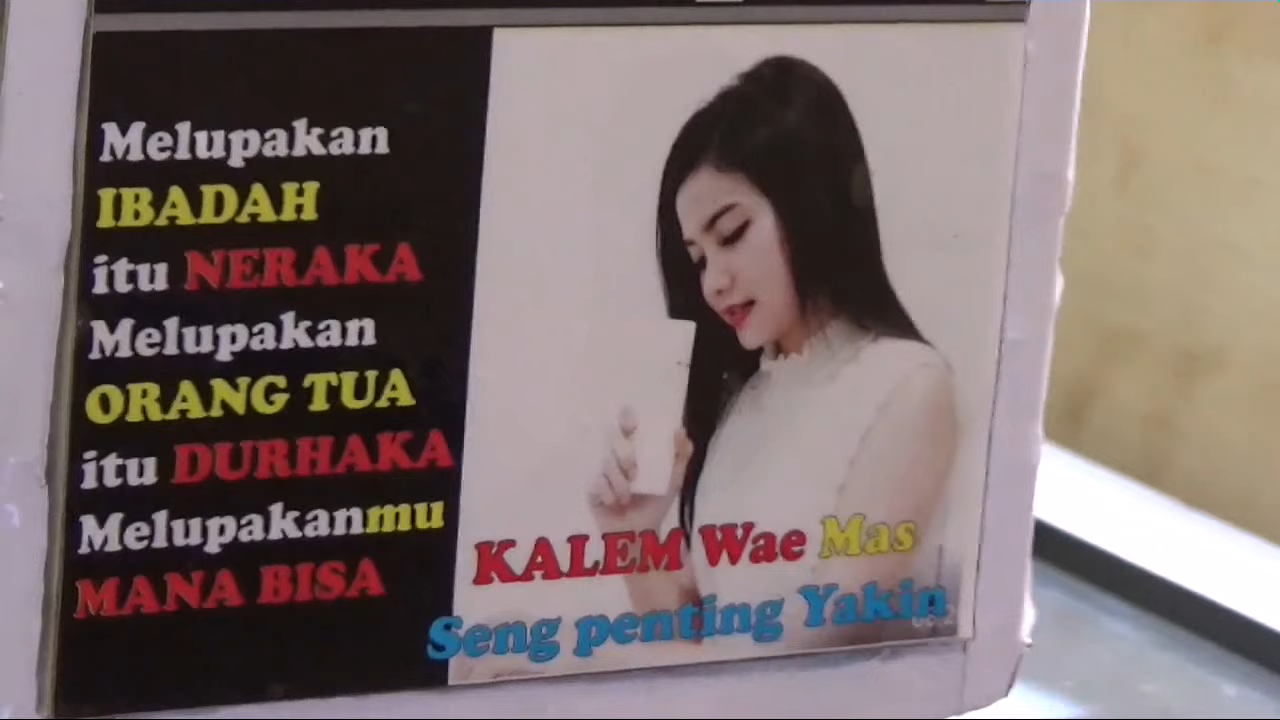 Melupakan
IBADAH
itu NERAKA
Melupakan
ORANG TUA
itu DURHAKA
Melupakanmu
MANA BISA
KALEM Wae Mas
Seng penting Yakin